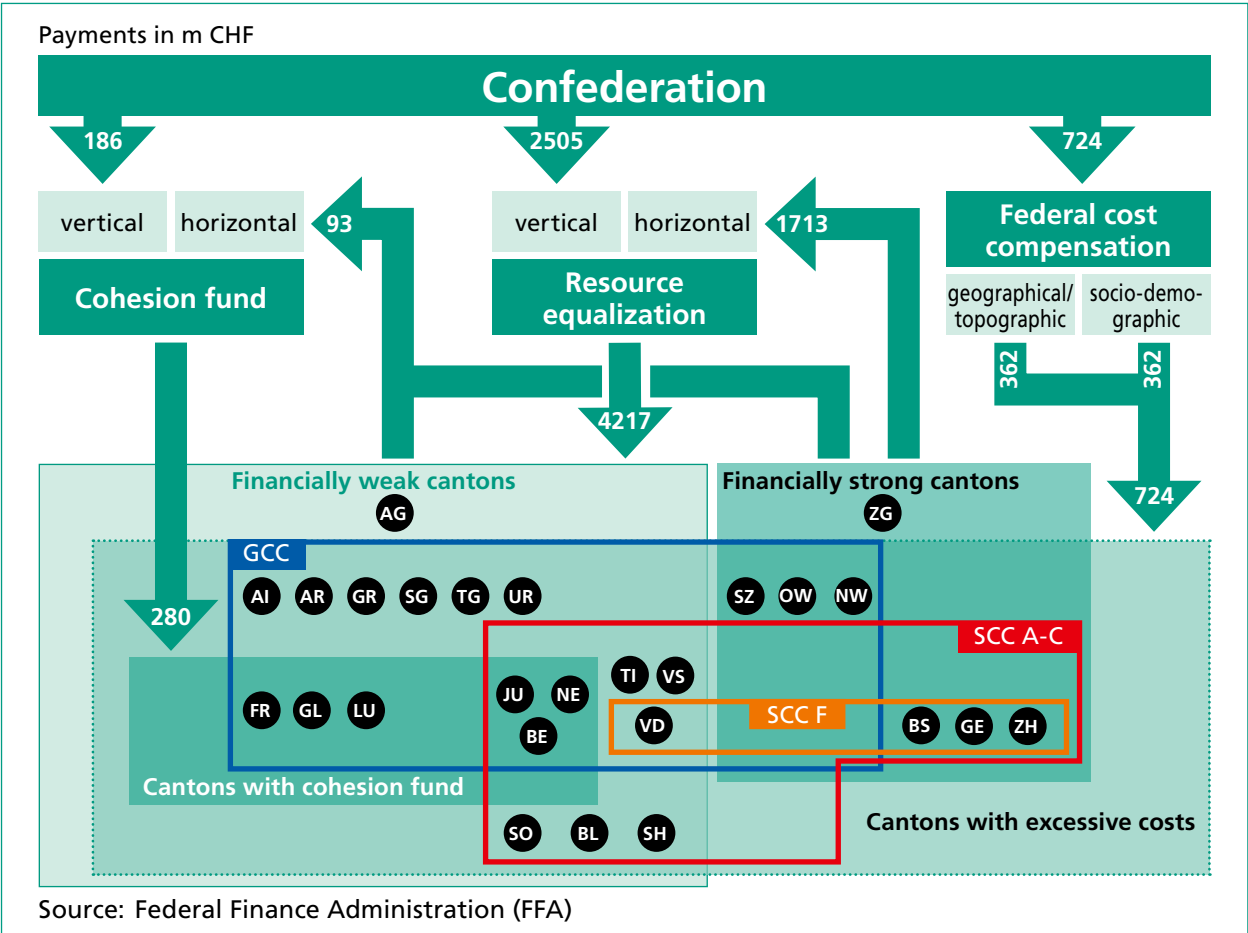 Payments in m CHF
Confederation
186
2505
724
vertical
horizontal
93
vertical
horizontal
1713
Federal cost
compensation
Cohesion fund
Resource
equalization
geographical/
topographic
socio-demo-
graphic
362
362
4217
724
280
Financially weak cantons
Financially strong cantons
AG
ZG
GCC
AI
AR
GR
SG
TG
UR
SZ
OW
NW
SCC A-C
TI
VS
JU
NE
FR
GL
LU
BE
VD
SCC F
BS
GE
ZH
Cantons with cohesion fund
SO
BL
SH
Cantons with excessive costs
Source: Federal Finance Administration (FFA)